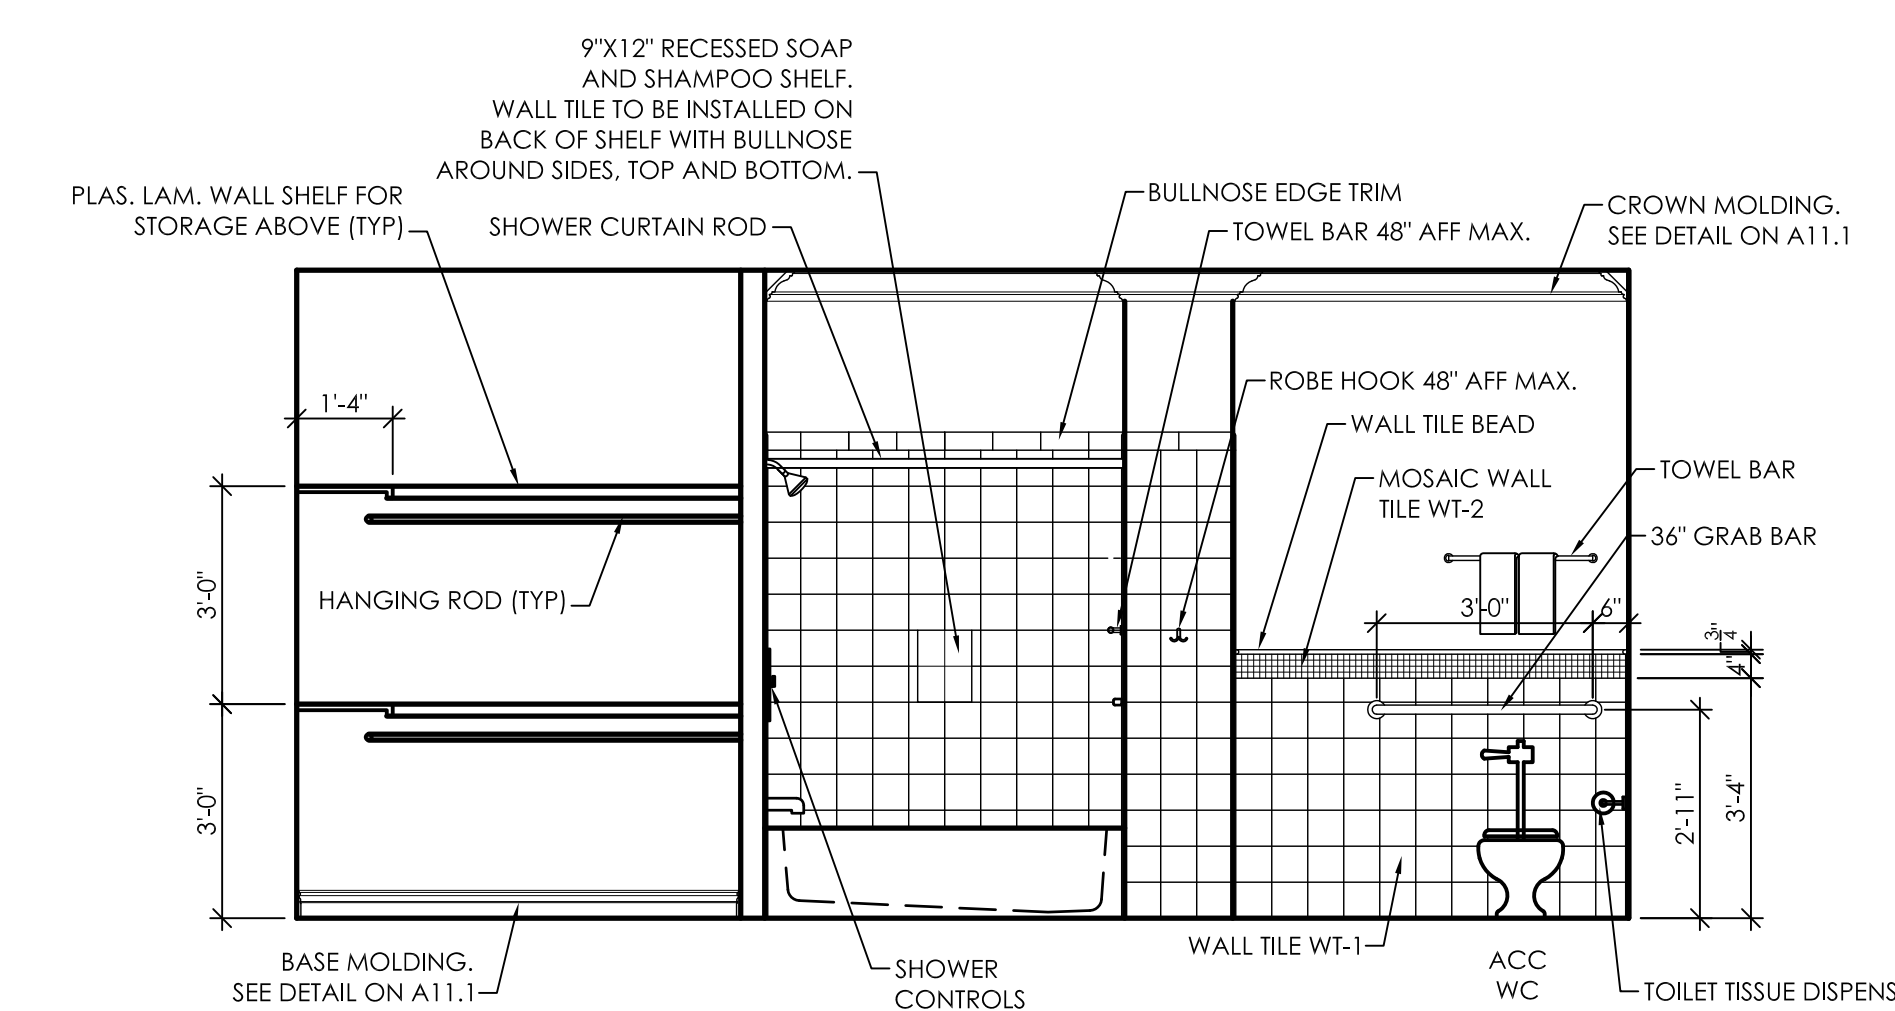 9"X12" RECESSED SOAP
AND SHAMPOO SHELF.
WALL TILE TO BE INSTALLED ON
BACK OF SHELF WITH BULLNOSE
AROUND SIDES, TOP AND BOTTOM.
PLAS. LAM. WALL SHELF FOR
STORAGE ABOVE (TYP)
SHOWER CURTAIN ROD
BULLNOSE EDGE TRIM
TOWEL BAR 48" AFF MAX.
CROWN MOLDING.
SEE DETAIL ON A11.1
1'-4"
ROBE HOOK 48" AFF MAX.
WALL TILE BEAD
MOSAIC WALL
TILE WT-2
TOWEL BAR
36" GRAB BAR
3'-0"
HANGING ROD (TYP)
3'-0"
6"
3"
4
4"
3'-0"
2'-11"
3'-4"
WALL TILE WT-1
BASE MOLDING.
SEE DETAIL ON A11.1
SHOWER
CONTROLS
ACC
WC
TOILET TISSUE DISPENS